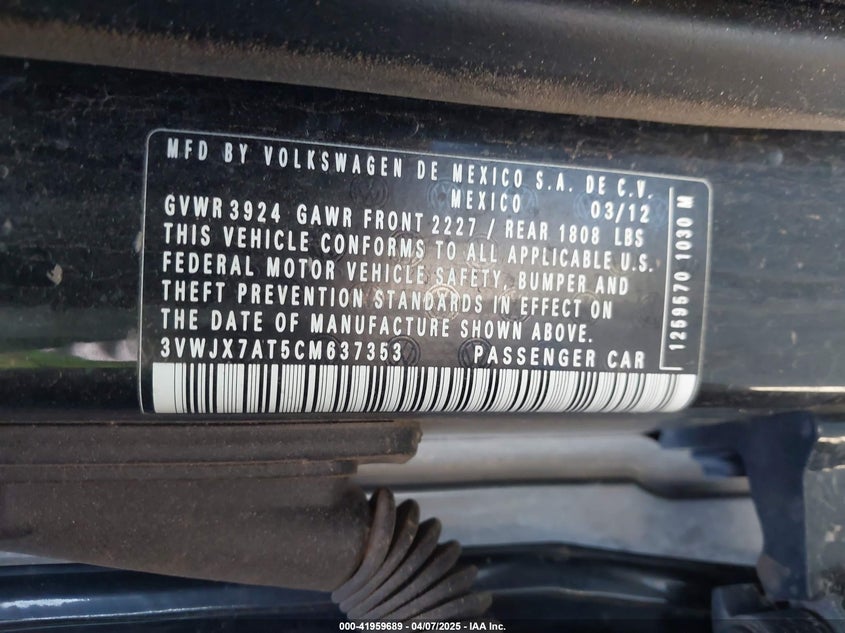 MFD BY VOLKSWAGEN DE MEXICO S.A. DE C.V.
MEXICO 03/12
GVWR 3924 GAWR FRONT 2227 / REAR 1808 LBS
THIS VEHICLE CONFORMS TO ALL APPLICABLE U.S.
FEDERAL MOTOR VEHICLE SAFETY, BUMPER AND
THEFT PREVENTION STANDARDS IN EFFECT ON
THE DATE OF MANUFACTURE SHOWN ABOVE.
3VWJX7AT5CM637353 PASSENGER CAR
1269670 1030 M
000-41959689 - 04/07/2025 - IAA Inc.